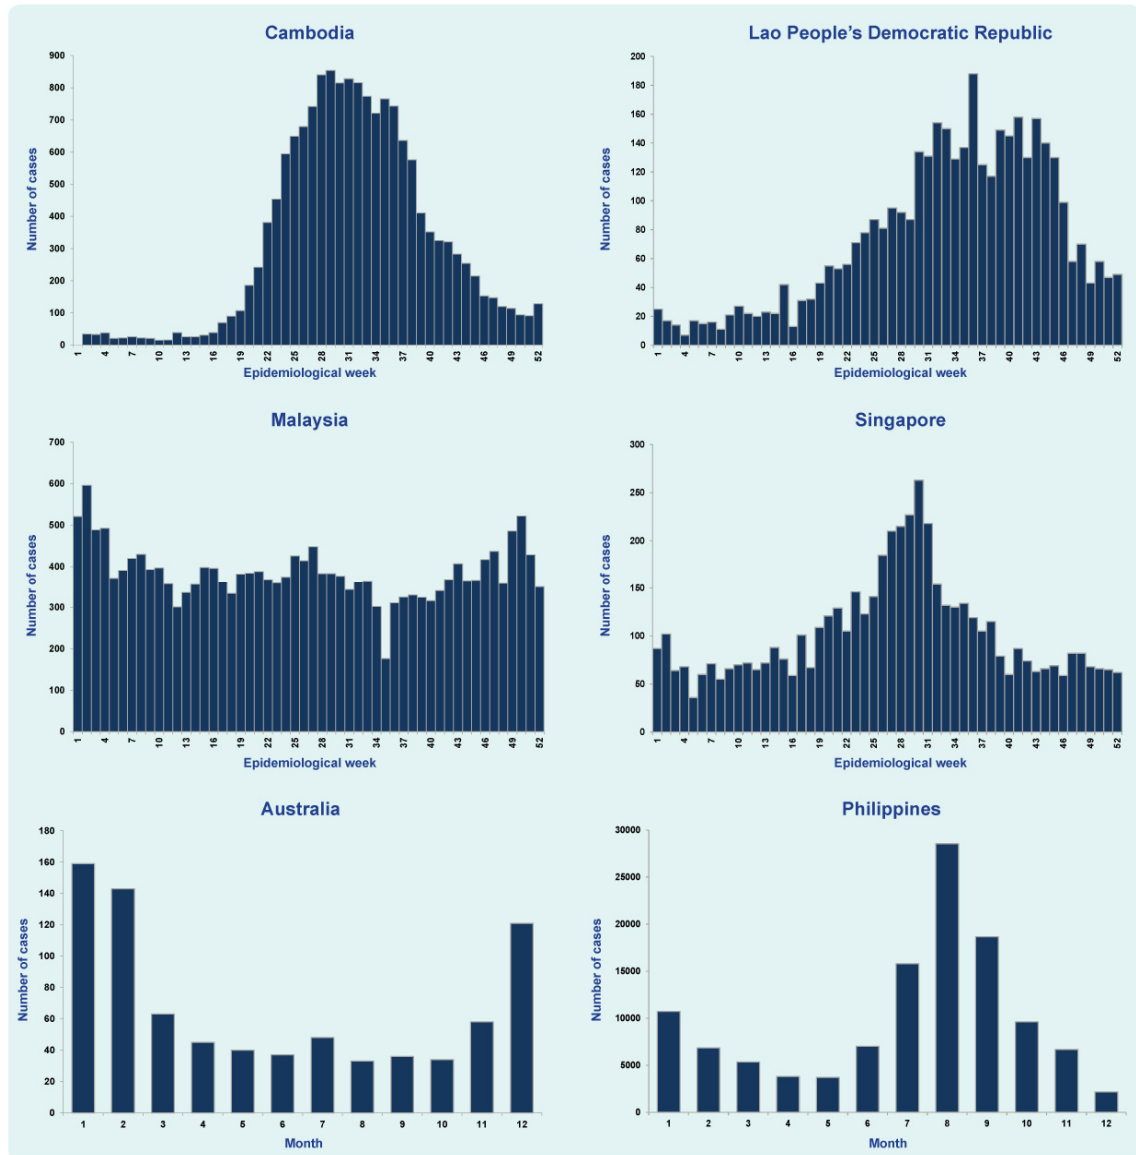 Cambodia
Number of cases
900
800
700
600
500
400
300
200
100
0
1 4 7 10 13 16 19 22 25 28 31 34 37 40 43 46 49 52
Epidemiological week
Lao People’s Democratic Republic
Number of cases
200
180
160
140
120
100
80
60
40
20
0
1 4 7 10 13 16 19 22 25 28 31 34 37 40 43 46 49 52
Epidemiological week
Malaysia
Number of cases
700
600
500
400
300
200
100
0
1 4 7 10 13 16 19 22 25 28 31 34 37 40 43 46 49 52
Epidemiological week
Singapore
Number of cases
300
250
200
150
100
50
0
1 4 7 10 13 16 19 22 25 28 31 34 37 40 43 46 49 52
Epidemiological week
Australia
Number of cases
180
160
140
120
100
80
60
40
20
0
1 2 3 4 5 6 7 8 9 10 11 12
Month
Philippines
Number of cases
30000
25000
20000
15000
10000
5000
0
1 2 3 4 5 6 7 8 9 10 11 12
Month